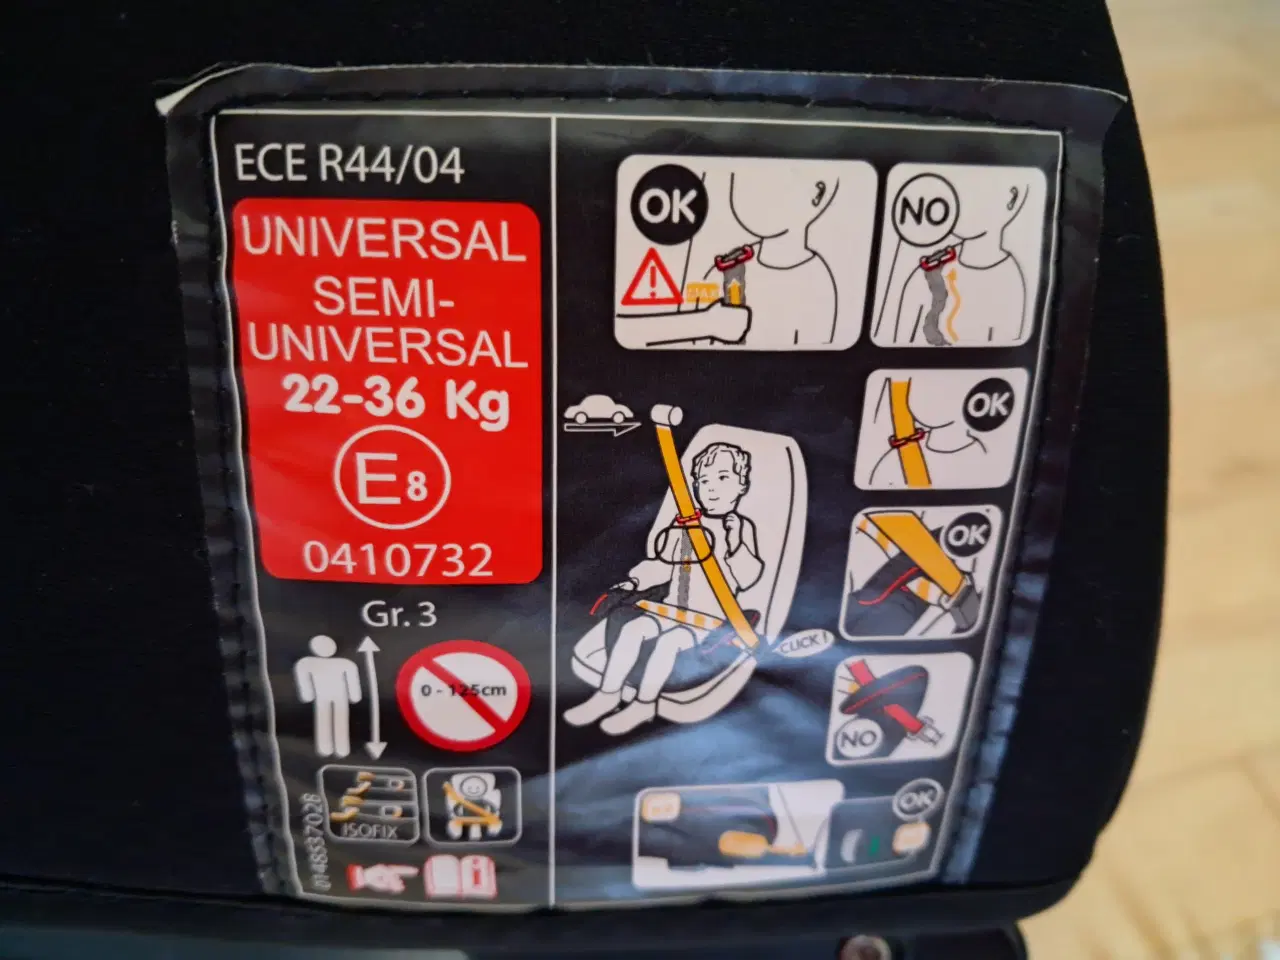 ECE R44/04
UNIVERSAL
SEMI-
UNIVERSAL
22-36 Kg
E8
0410732
Gr. 3
0 - 125cm
ISOFIX
i
OK
NO
OK
OK
CLICK !
NO
OK